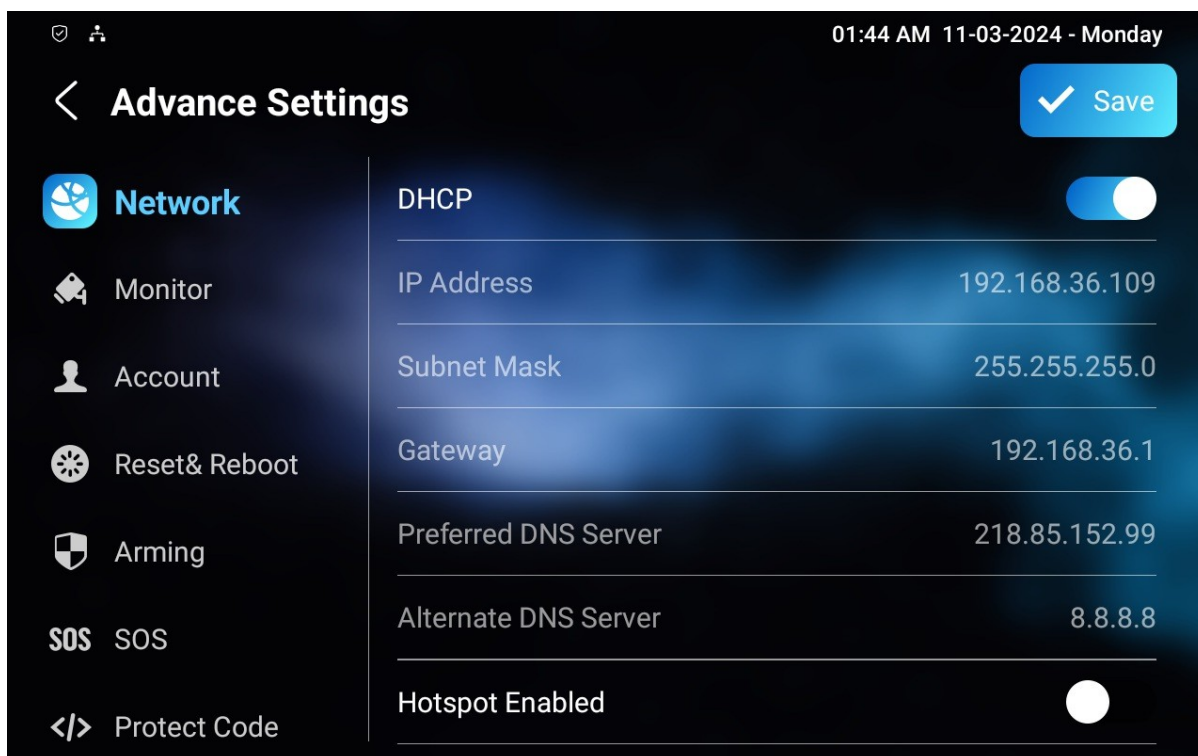 01:44 AM 11-03-2024 - Monday
Advance Settings
Save
Network
Monitor
Account
Reset& Reboot
Arming
SOS SOS
</> Protect Code
DHCP
IP Address 192.168.36.109
Subnet Mask 255.255.255.0
Gateway 192.168.36.1
Preferred DNS Server 218.85.152.99
Alternate DNS Server 8.8.8.8
Hotspot Enabled